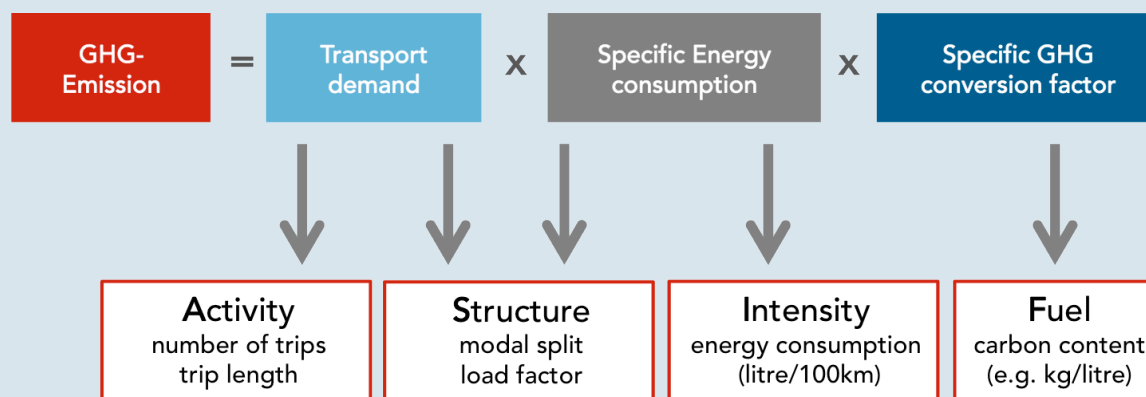 GHG-
Emission
=
Transport
demand
x
Specific Energy
consumption
x
Specific GHG
conversion factor
Activity
number of trips
trip length
Structure
modal split
load factor
Intensity
energy consumption
(litre/100km)
Fuel
carbon content
(e.g. kg/litre)